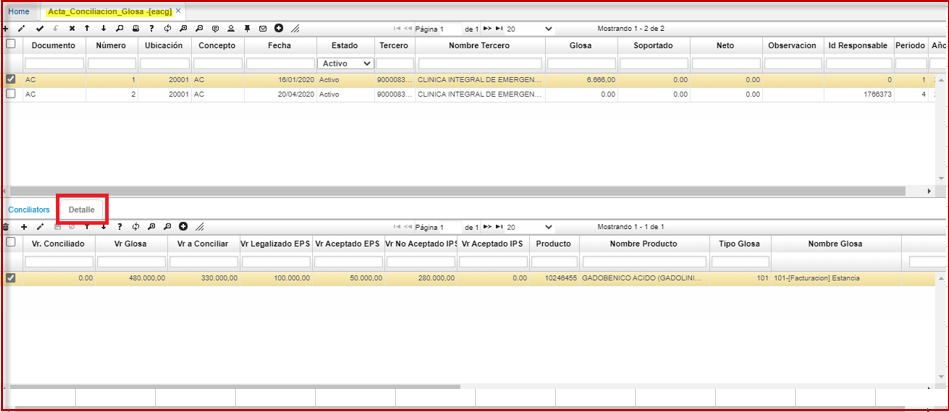 Home Acta_Conciliacion_Glosa -[eacg] ×
Página 1 de 1 20 Mostrando 1 - 2 de 2
Documento Número Ubicación Concepto Fecha Estado Tercero Nombre Tercero Glosa Soportado Neto Observacion Id Responsable Periodo Año
Activo
AC 1 20001 AC 16/01/2020 Activo 9000083... CLINICA INTEGRAL DE EMERGEN... 6.666,00 0.00 0.00 0 1
AC 2 20001 AC 20/04/2020 Activo 9000083... CLINICA INTEGRAL DE EMERGEN... 0.00 0.00 0.00 1766373 4
Conciliators Detalle
Página 1 de 1 20 Mostrando 1 - 1 de 1
Vr. Conciliado Vr Glosa Vr a Conciliar Vr Legalizado EPS Vr Aceptado EPS Vr No Aceptado IPS Vr Aceptado IPS Producto Nombre Producto Tipo Glosa Nombre Glosa
0.00 480.000,00 330.000,00 100.000,00 50.000,00 280.000,00 0.00 10246455 GADOBENICO ACIDO (GADOLINI... 101 101-[Facturacion] Estancia